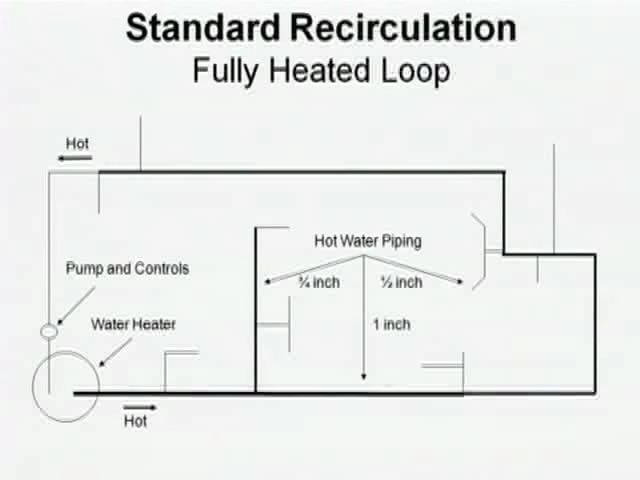 Standard Recirculation
Fully Heated Loop
Hot
Hot Water Piping
Pump and Controls
¾ inch
½ inch
Water Heater
1 inch
Hot